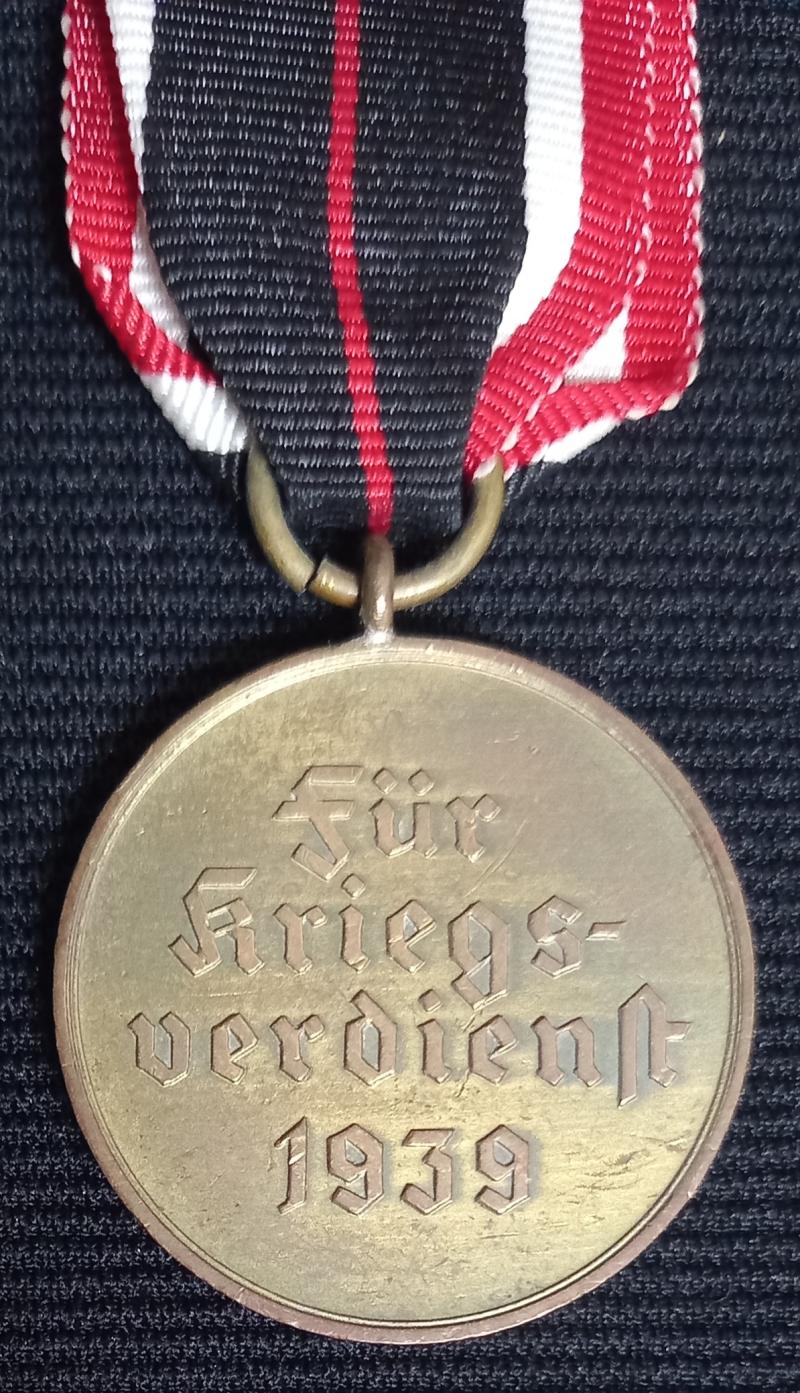 Für
Kriegs-
verdienst
1939